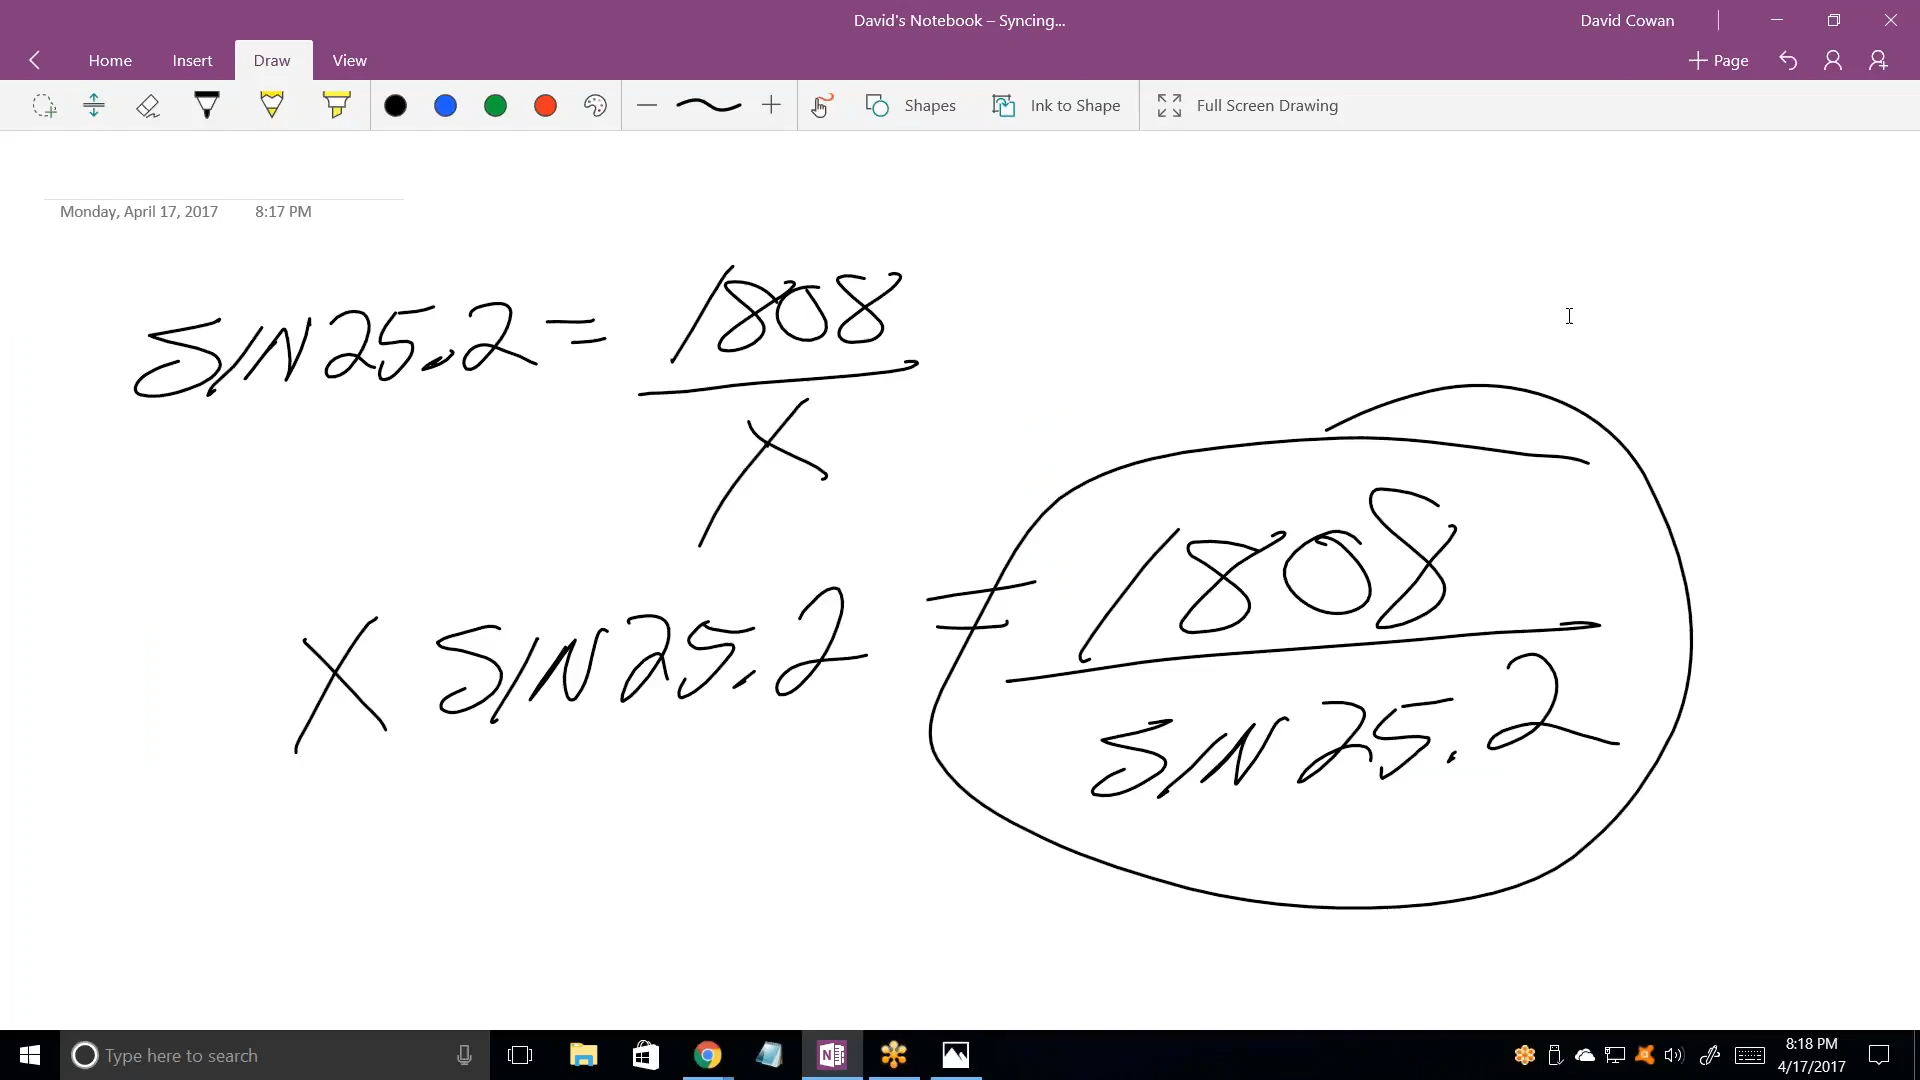 David's Notebook – Syncing...
David Cowan
Home Insert Draw View
Page
Shapes Ink to Shape Full Screen Drawing
Monday, April 17, 2017 8:17 PM
SIN 25.2 = 1808
X
X SIN 25.2 = 1808
SIN 25.2
Type here to search
8:18 PM
4/17/2017